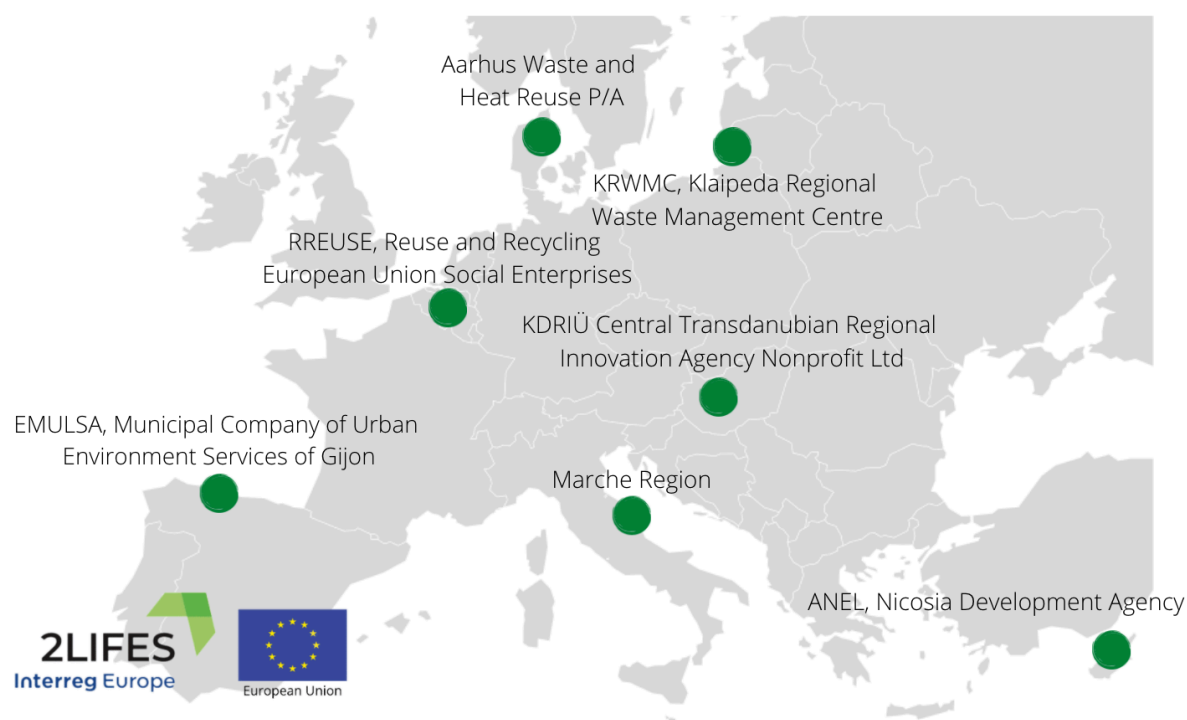 Aarhus Waste and
Heat Reuse P/A
KRWMC, Klaipeda Regional
Waste Management Centre
RREUSE, Reuse and Recycling
European Union Social Enterprises
KDRIÜ Central Transdanubian Regional
Innovation Agency Nonprofit Ltd
EMULSA, Municipal Company of Urban
Environment Services of Gijon
Marche Region
ANEL, Nicosia Development Agency
2LIFES
Interreg Europe
European Union